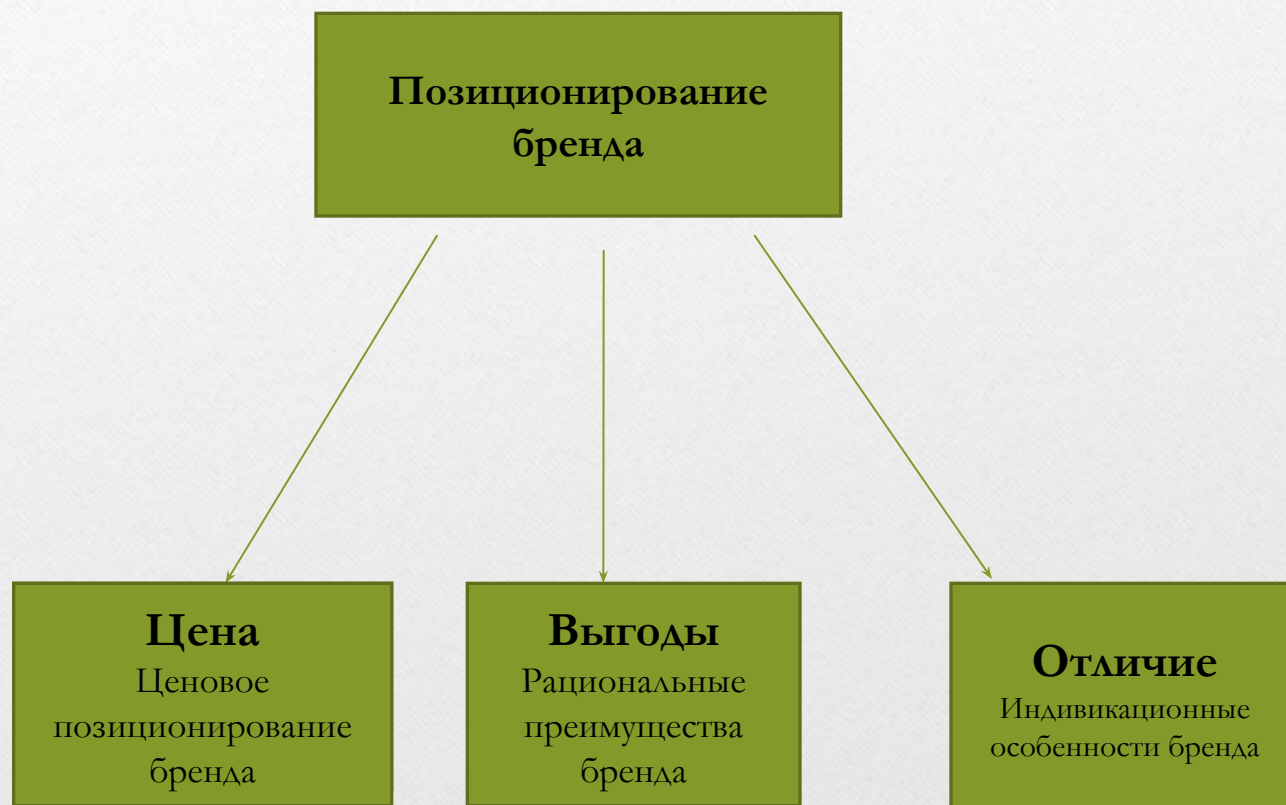 Позиционирование
бренда
Цена
Ценовое
позиционирование
бренда
Выгоды
Рациональные
преимущества
бренда
Отличие
Индивикационные
особенности бренда